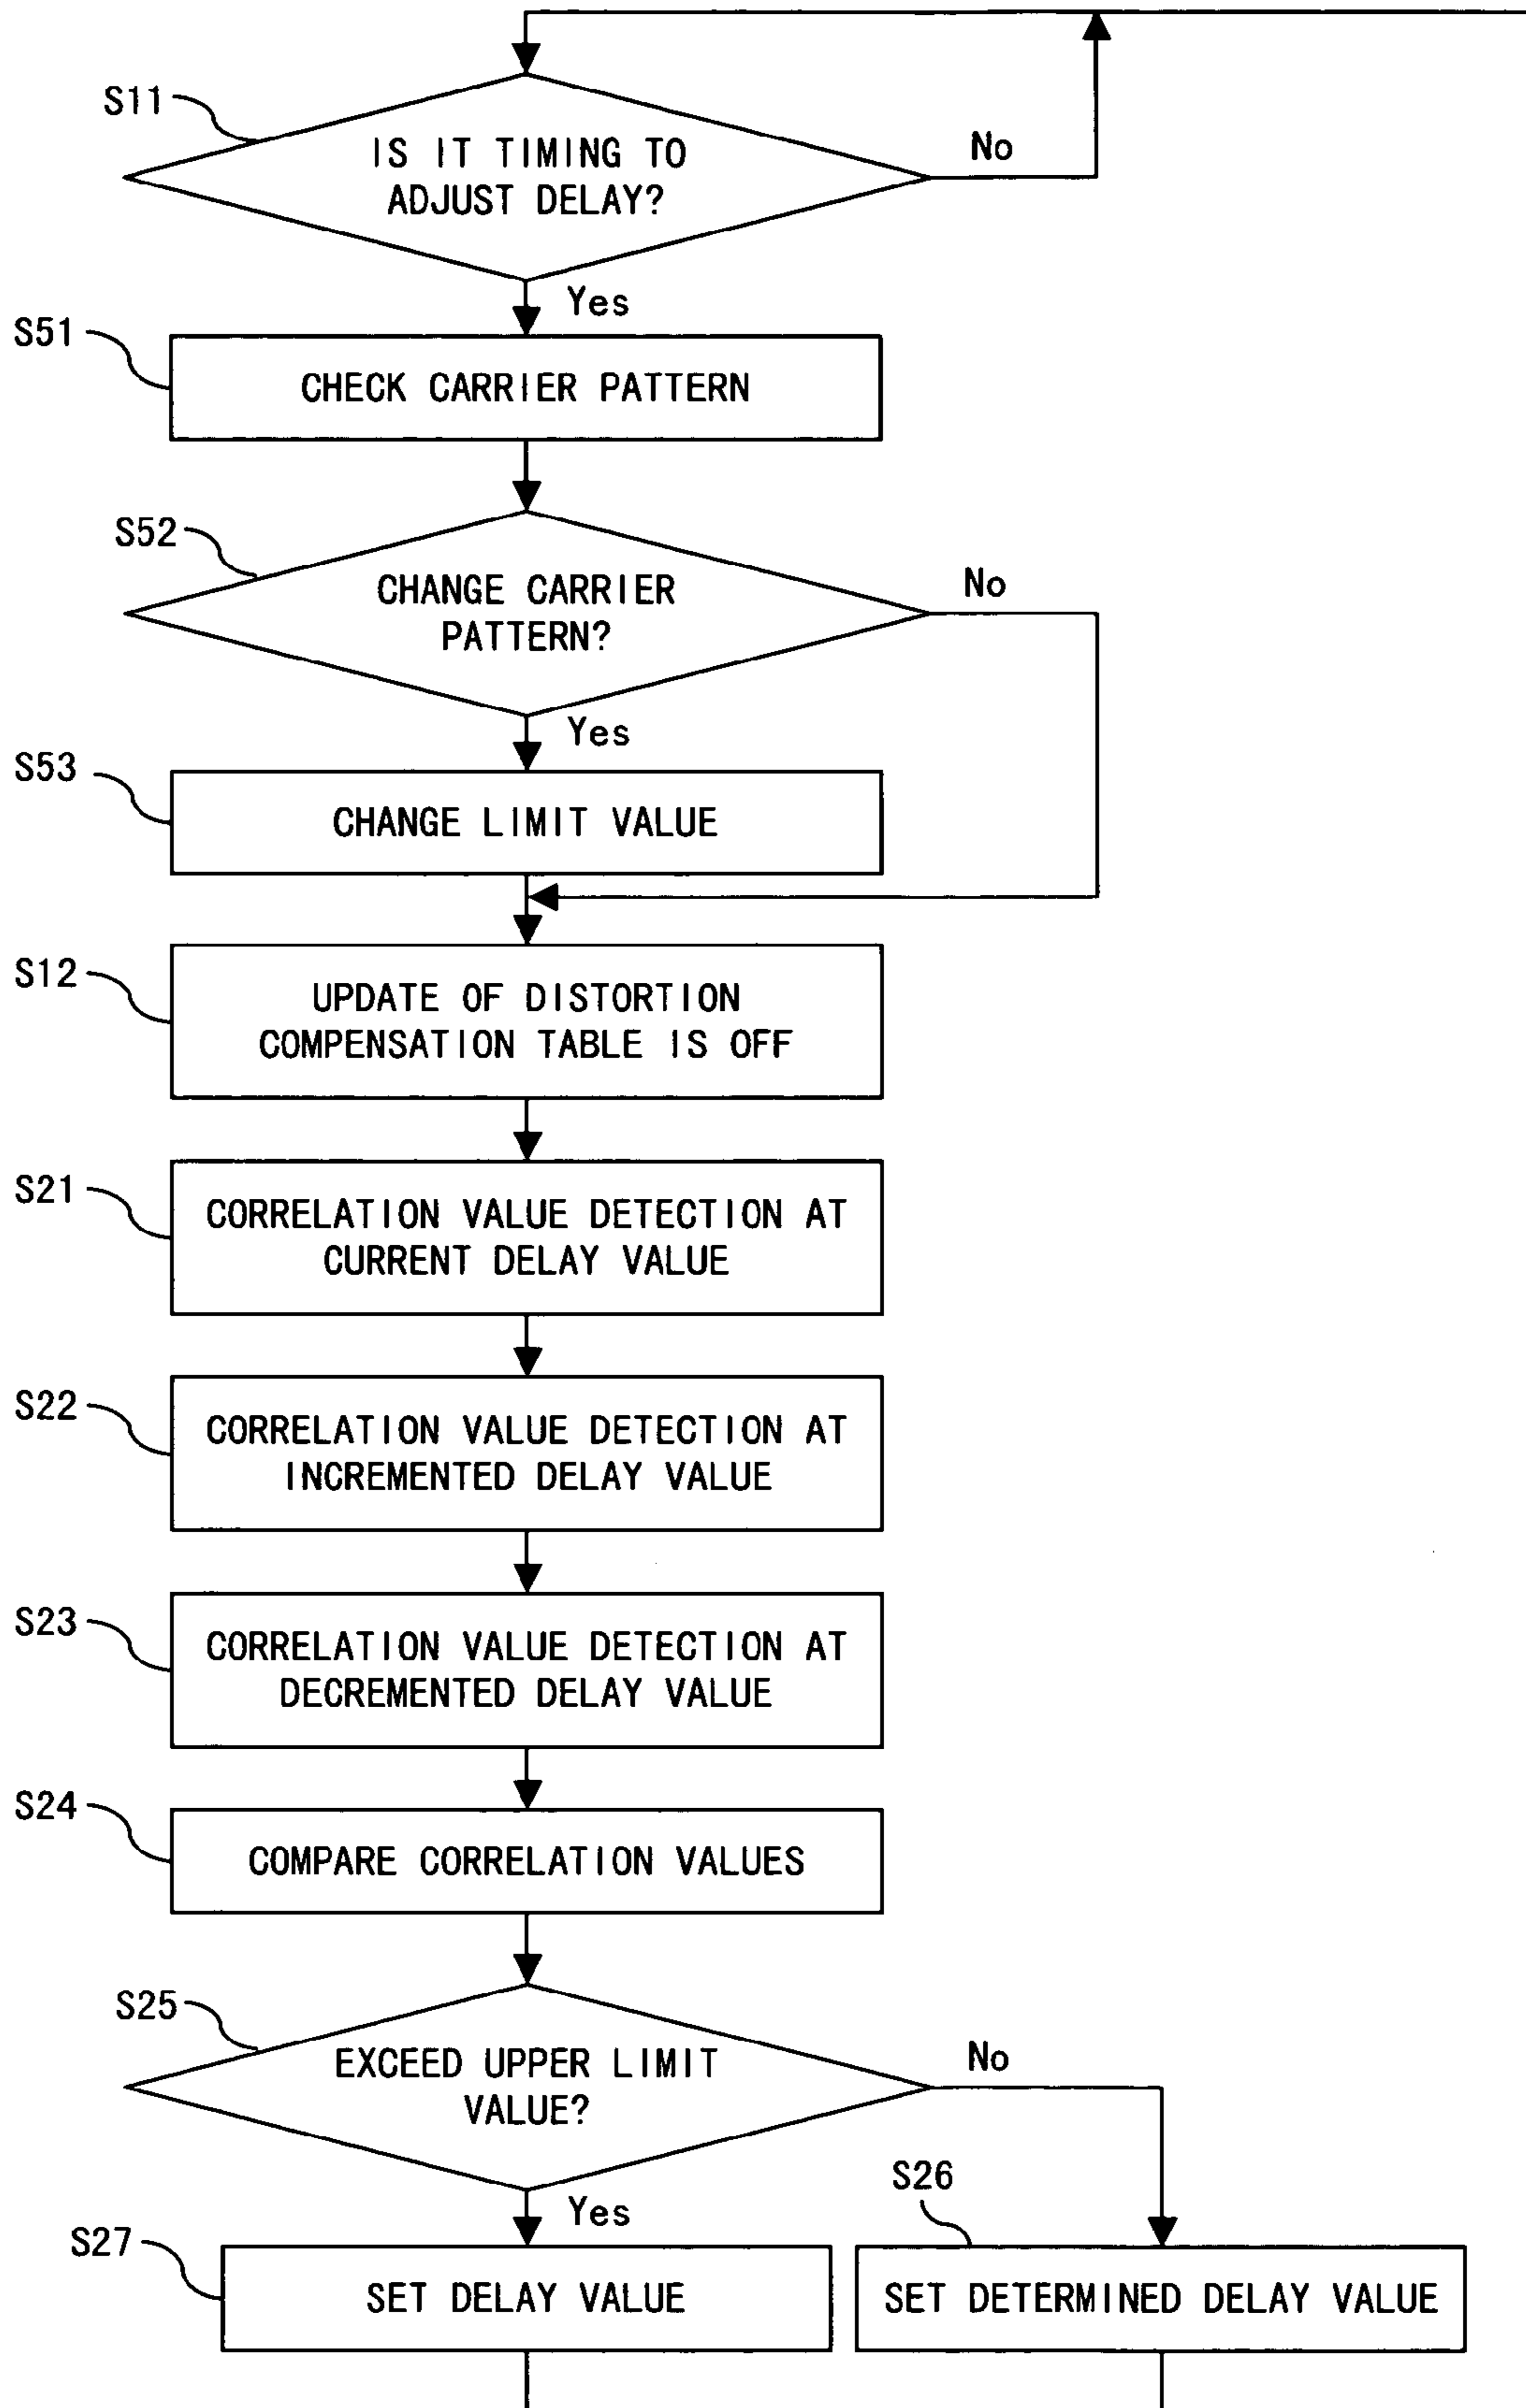 S11
IS IT TIMING TO
ADJUST DELAY?
No
Yes
S51
CHECK CARRIER PATTERN
S52
CHANGE CARRIER
PATTERN?
No
Yes
S53
CHANGE LIMIT VALUE
S12
UPDATE OF DISTORTION
COMPENSATION TABLE IS OFF
S21
CORRELATION VALUE DETECTION AT
CURRENT DELAY VALUE
S22
CORRELATION VALUE DETECTION AT
INCREMENTED DELAY VALUE
S23
CORRELATION VALUE DETECTION AT
DECREMENTED DELAY VALUE
S24
COMPARE CORRELATION VALUES
S25
EXCEED UPPER LIMIT
VALUE?
No
Yes
S26
S27
SET DELAY VALUE
SET DETERMINED DELAY VALUE